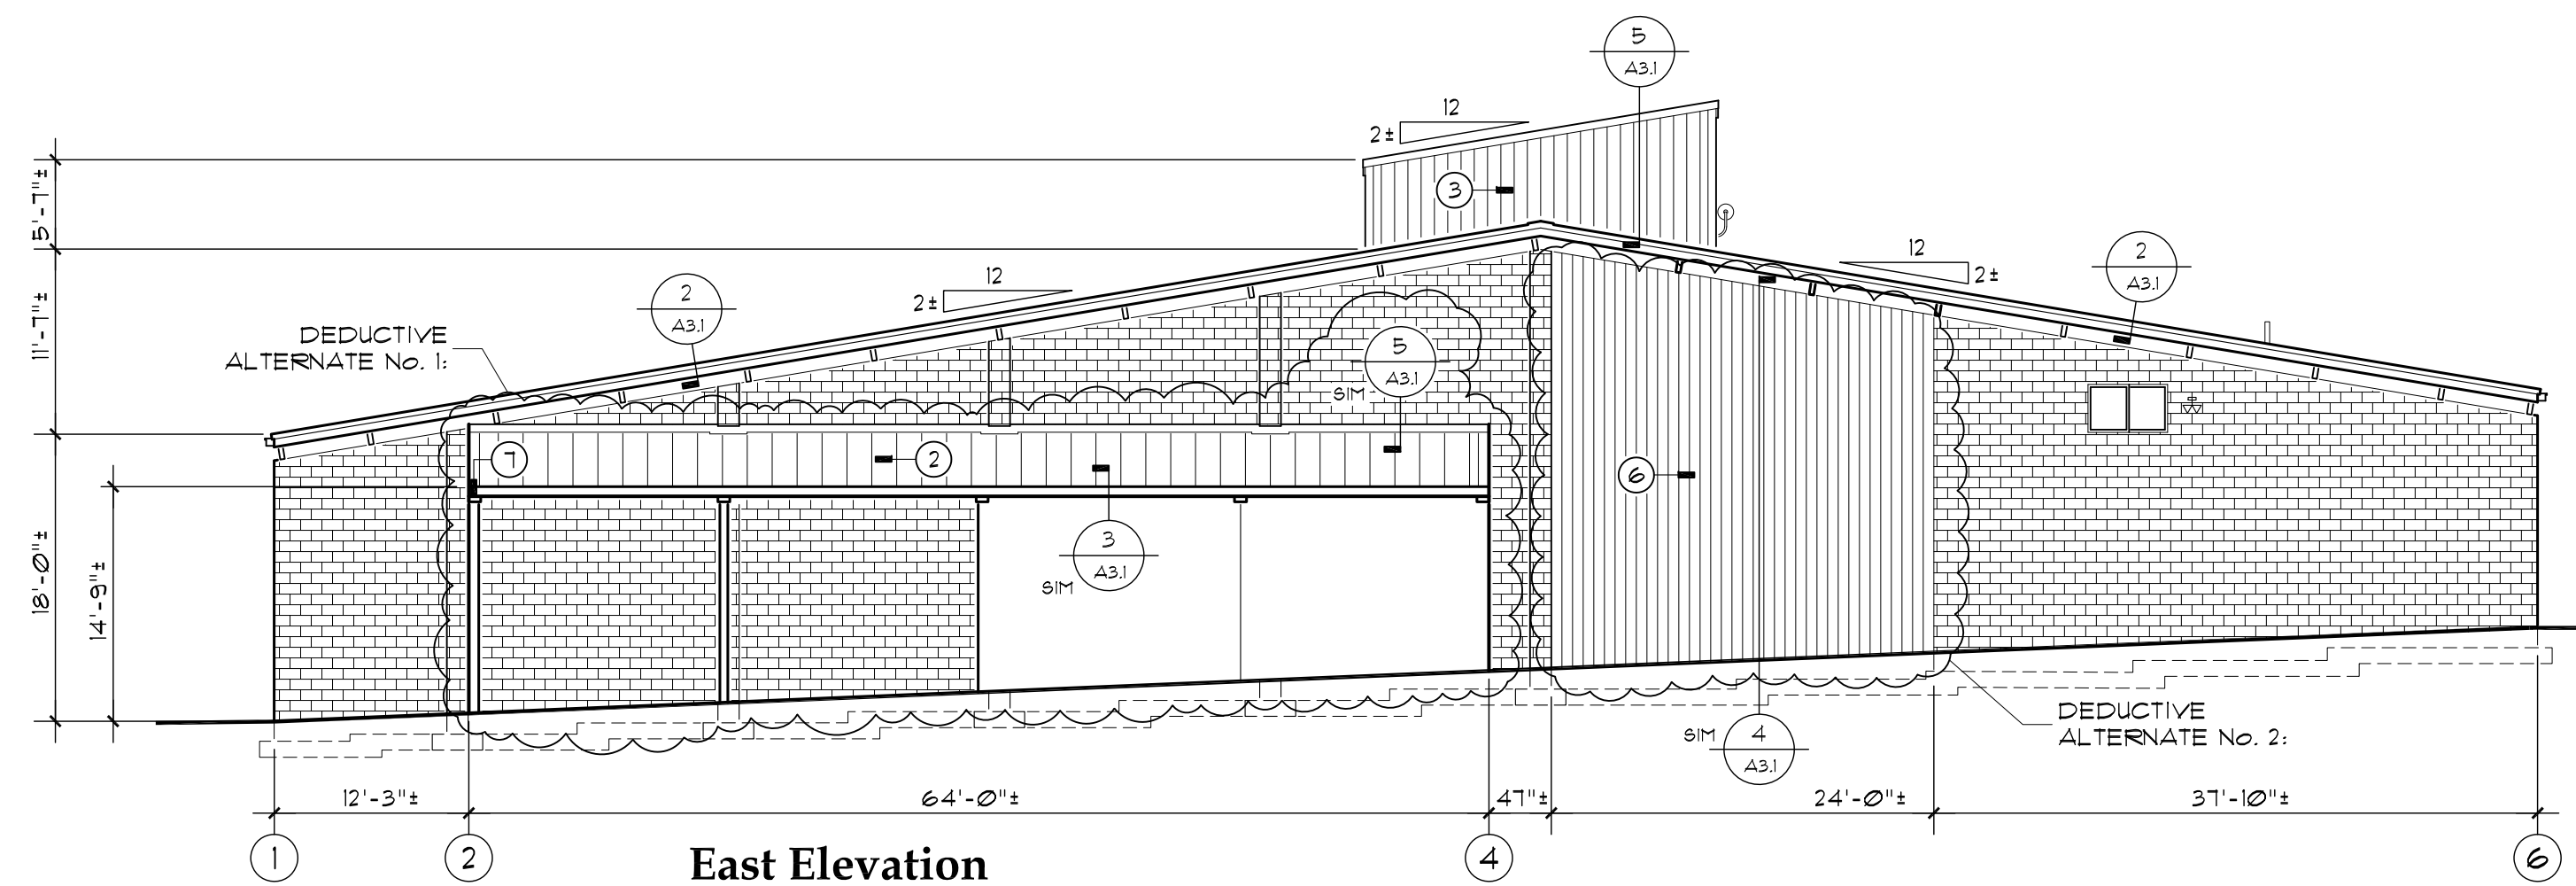 5
A3.1
12
2±
5'-7"±
3
12
2±
2
A3.1
12
2±
2
A3.1
11'-7"±
DEDUCTIVE
ALTERNATE No. 1:
5
A3.1
SIM
7
2
6
18'-0"±
14'-9"±
3
A3.1
SIM
DEDUCTIVE
ALTERNATE No. 2:
SIM
4
A3.1
12'-3"±
64'-0"±
47"±
24'-0"±
37'-10"±
1
2
4
6
East Elevation